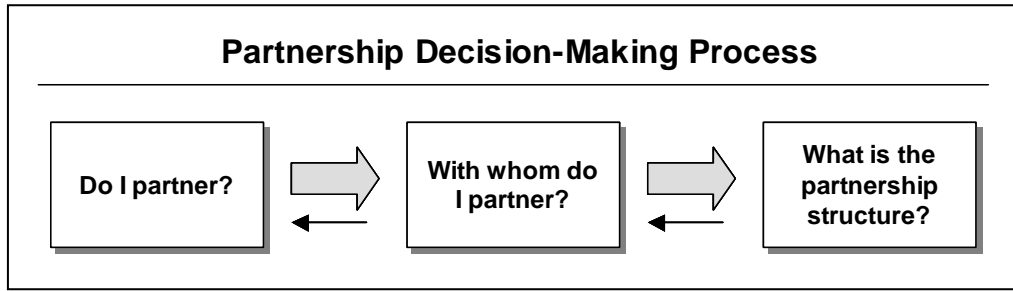 Partnership Decision-Making Process
Do I partner?
With whom do
I partner?
What is the
partnership
structure?